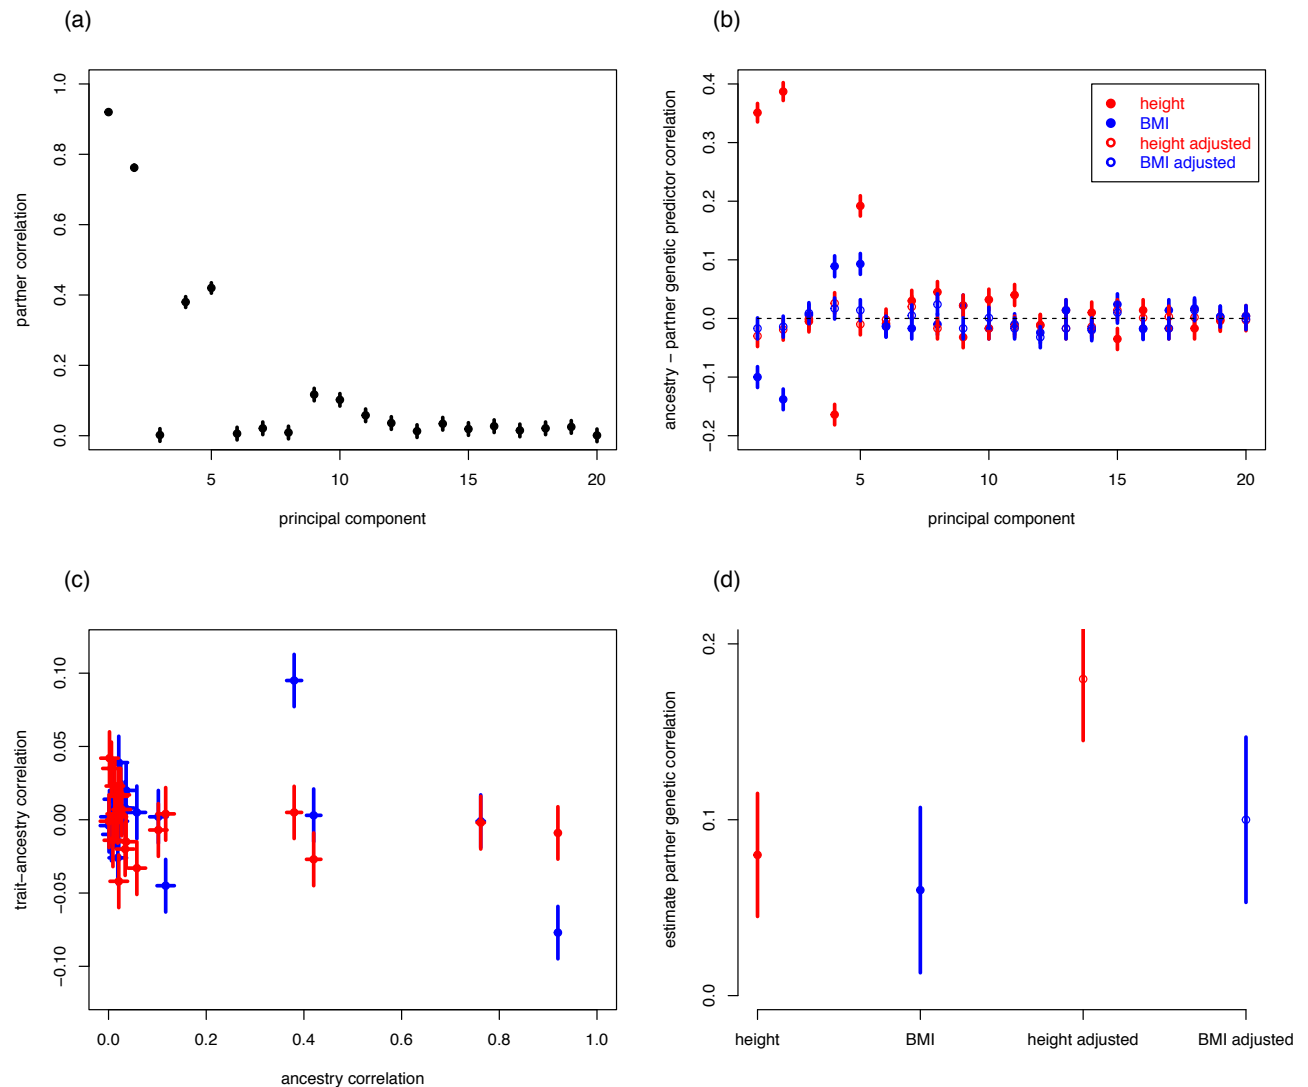 (a)
1.0
0.8
0.6
0.4
0.2
0.0
partner correlation
5
10
15
20
principal component
(b)
0.4
0.3
0.2
0.1
0.0
−0.1
−0.2
ancestry − partner genetic predictor correlation
height
BMI
height adjusted
BMI adjusted
5
10
15
20
principal component
(c)
0.10
0.05
0.00
−0.05
−0.10
trait−ancestry correlation
0.0
0.2
0.4
0.6
0.8
1.0
ancestry correlation
(d)
0.2
0.1
0.0
estimate partner genetic correlation
height
BMI
height adjusted
BMI adjusted